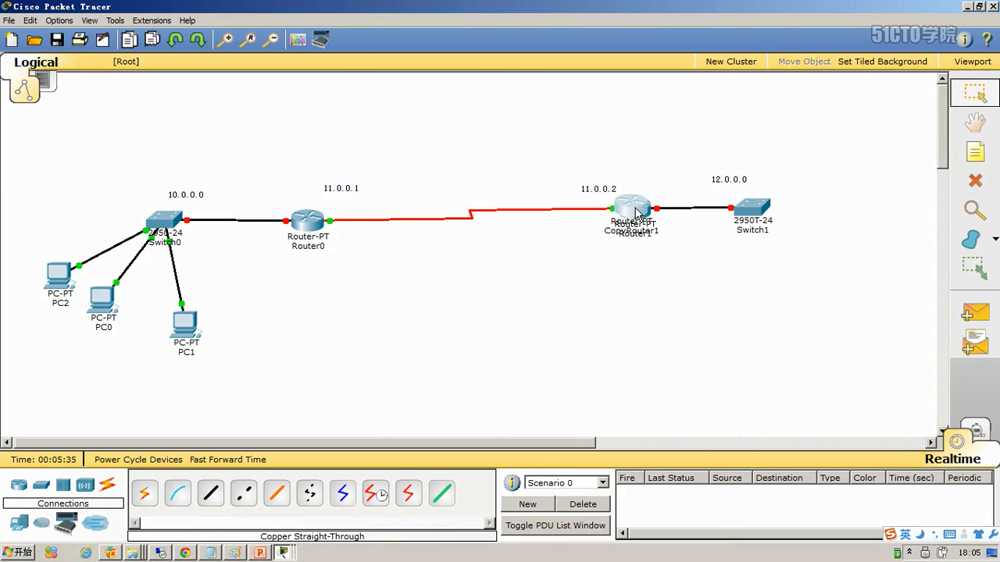 Cisco Packet Tracer
File Edit Options View Tools Extensions Help
51CTO学院
Logical [Root] New Cluster Move Object Set Tiled Background Viewport
10.0.0.0
11.0.0.1
11.0.0.2
12.0.0.0
2950-24
Switch0
Router-PT
Router0
Router-PT
Router1
Copy Router1
2950T-24
Switch1
PC-PT
PC2
PC-PT
PC0
PC-PT
PC1
Time: 00:05:35 Power Cycle Devices Fast Forward Time Realtime
Connections
Copper Straight-Through
Scenario 0
New Delete
Toggle PDU List Window
Fire Last Status Source Destination Type Color Time (sec) Periodic
开始
英
18:05